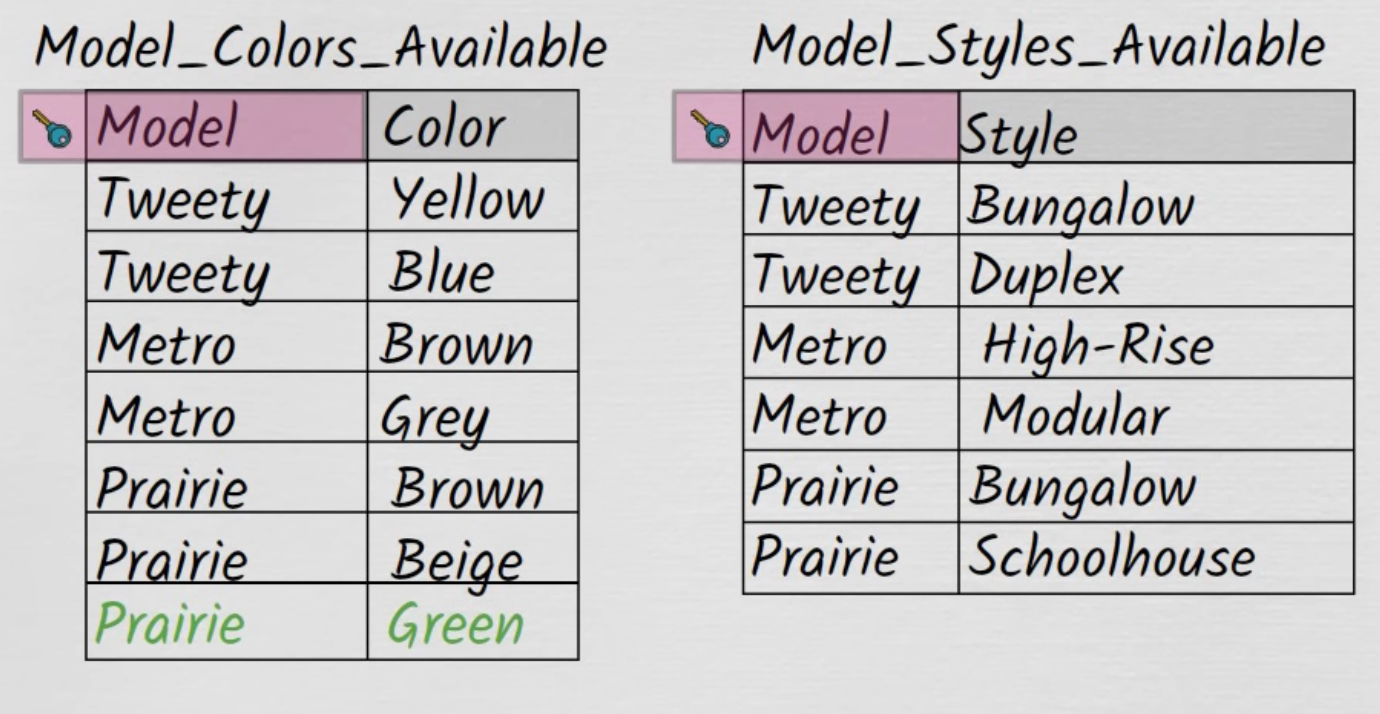 Model_Colors_Available
Model Color
Tweety Yellow
Tweety Blue
Metro Brown
Metro Grey
Prairie Brown
Prairie Beige
Prairie Green
Model_Styles_Available
Model Style
Tweety Bungalow
Tweety Duplex
Metro High-Rise
Metro Modular
Prairie Bungalow
Prairie Schoolhouse